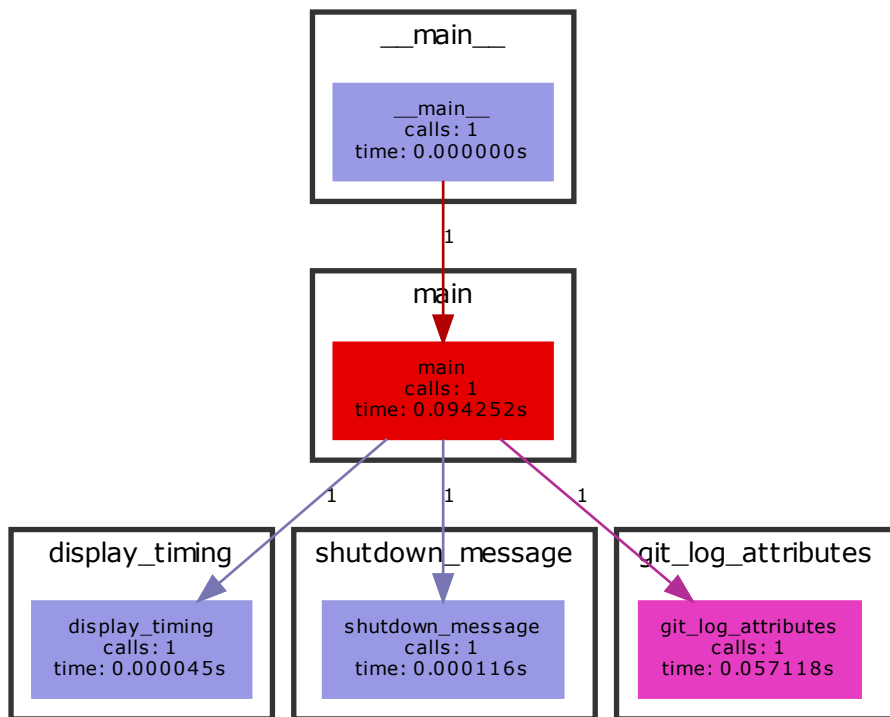 __main__
__main__
calls: 1
time: 0.000000s
1
main
main
calls: 1
time: 0.094252s
1
1
1
display_timing
shutdown_message
git_log_attributes
display_timing
calls: 1
time: 0.000045s
shutdown_message
calls: 1
time: 0.000116s
git_log_attributes
calls: 1
time: 0.057118s